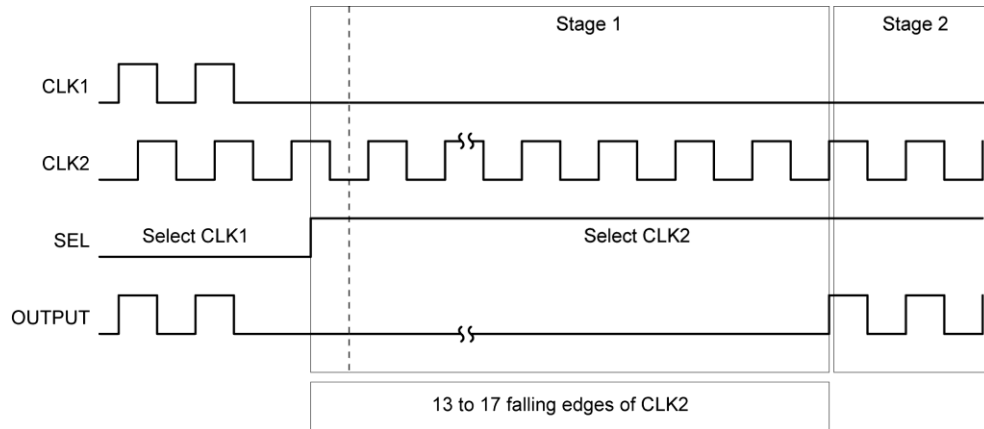 Stage 1
Stage 2
CLK1
CLK2
SEL
Select CLK1
Select CLK2
OUTPUT
13 to 17 falling edges of CLK2